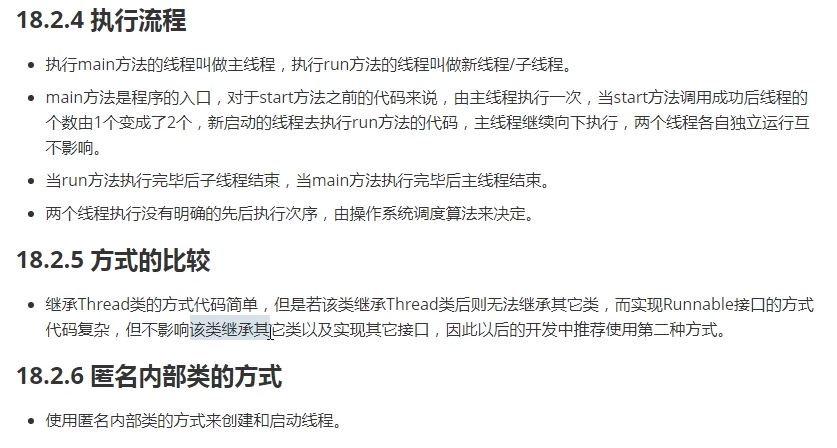 18.2.4 执行流程
执行main方法的线程叫做主线程，执行run方法的线程叫做新线程/子线程。
main方法是程序的入口，对于start方法之前的代码来说，由主线程执行一次，当start方法调用成功后线程的
个数由1个变成了2个，新启动的线程去执行run方法的代码，主线程继续向下执行，两个线程各自独立运行互
不影响。
当run方法执行完毕后子线程结束，当main方法执行完毕后主线程结束。
两个线程执行没有明确的先后执行次序，由操作系统调度算法来决定。
18.2.5 方式的比较
继承Thread类的方式代码简单，但是若该类继承Thread类后则无法继承其它类，而实现Runnable接口的方式
代码复杂，但不影响该类继承其它类以及实现其它接口，因此以后的开发中推荐使用第二种方式。
18.2.6 匿名内部类的方式
使用匿名内部类的方式来创建和启动线程。